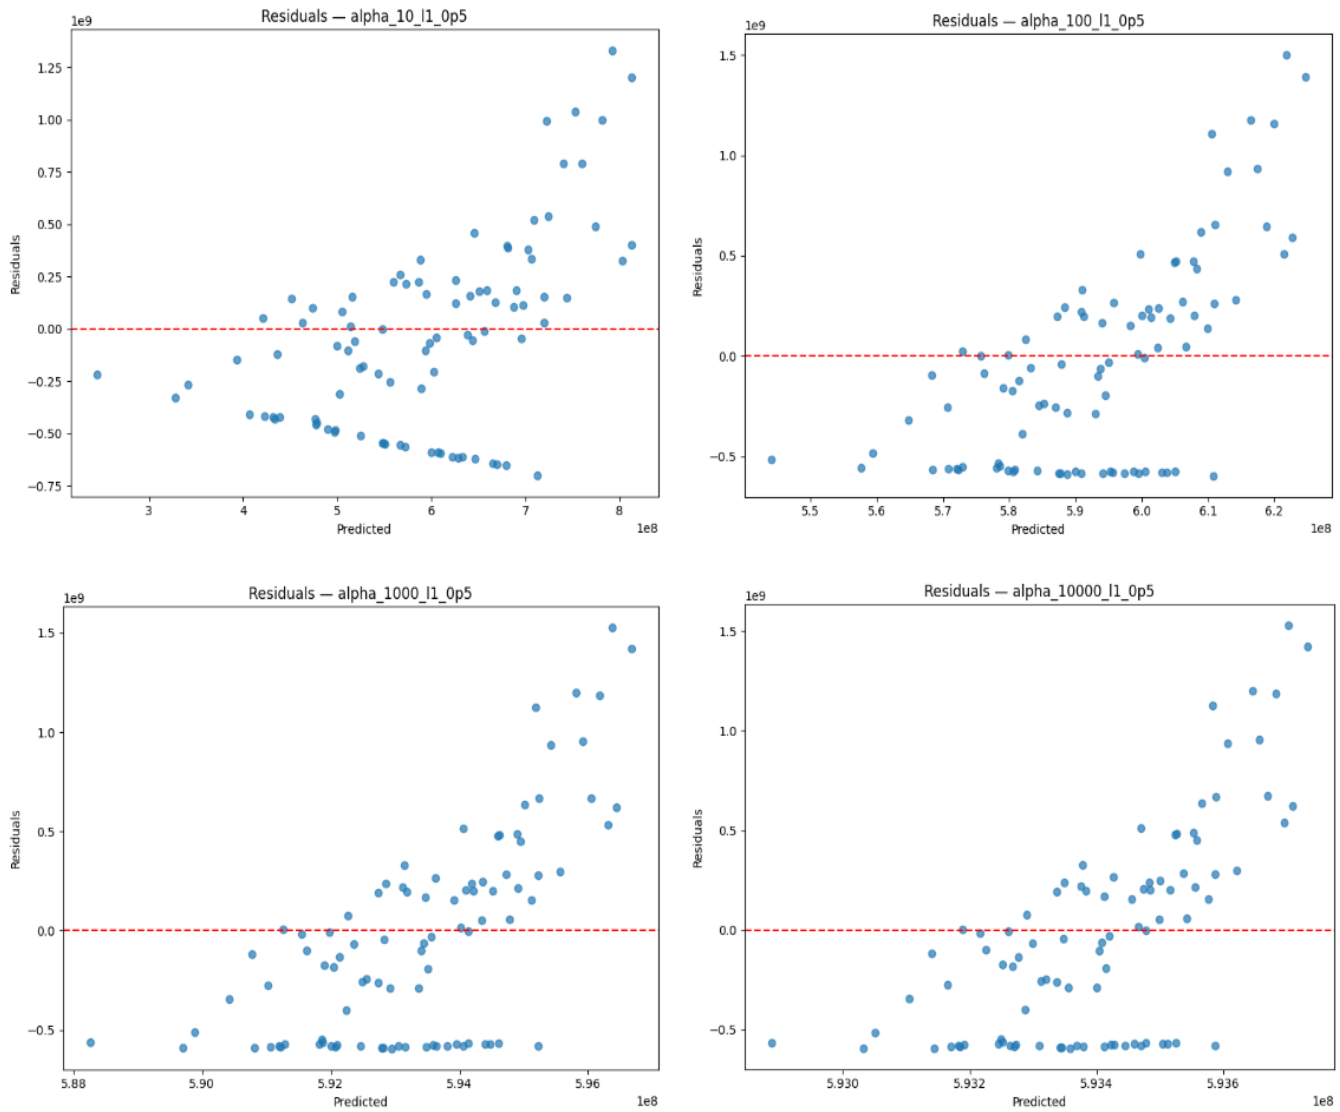 Residuals — alpha_10_l1_0p5
1e9
1.25
1.00
0.75
0.50
0.25
0.00
−0.25
−0.50
−0.75
Residuals
3 4 5 6 7 8
Predicted
1e8
Residuals — alpha_100_l1_0p5
1e9
1.5
1.0
0.5
0.0
−0.5
Residuals
5.5 5.6 5.7 5.8 5.9 6.0 6.1 6.2
Predicted
1e8
Residuals — alpha_1000_l1_0p5
1e9
1.5
1.0
0.5
0.0
−0.5
Residuals
5.88 5.90 5.92 5.94 5.96
Predicted
1e8
Residuals — alpha_10000_l1_0p5
1e9
1.5
1.0
0.5
0.0
−0.5
Residuals
5.930 5.932 5.934 5.936
Predicted
1e8